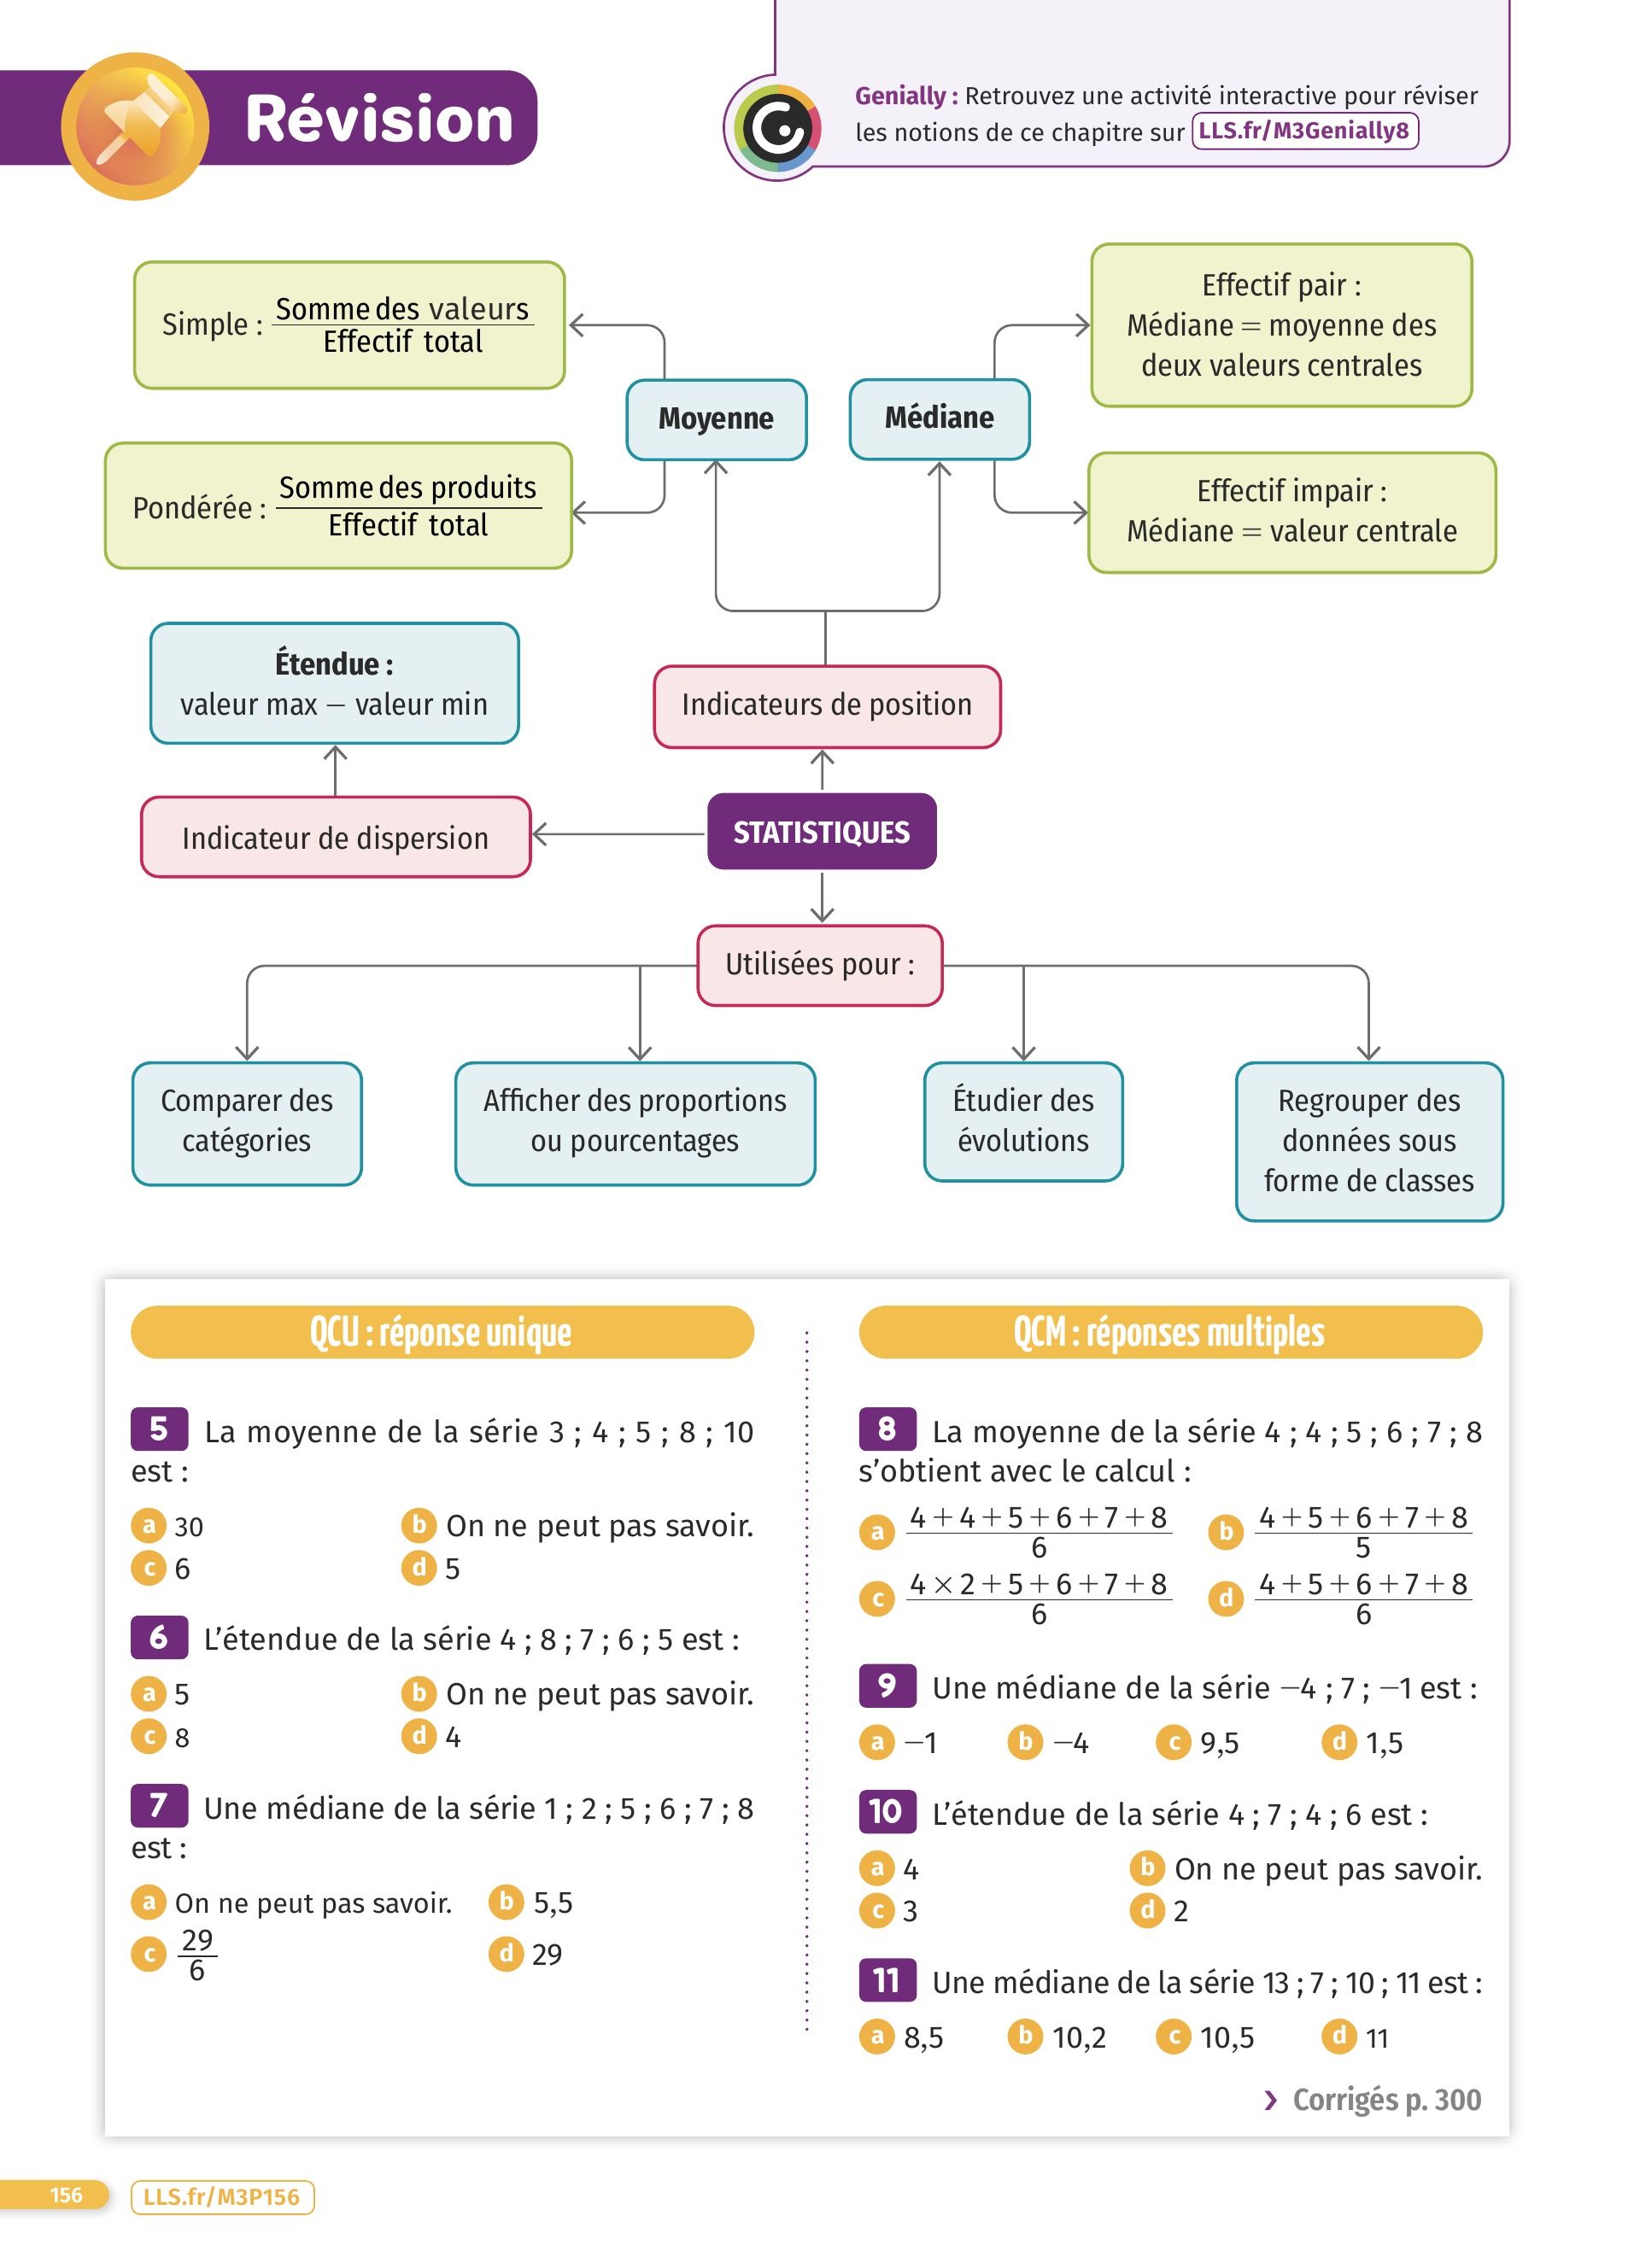 Révision
Genially : Retrouvez une activité interactive pour réviser
les notions de ce chapitre sur LLS.fr/M3Genially8
Simple : Somme des valeurs / Effectif total
Effectif pair :
Médiane = moyenne des
deux valeurs centrales
Moyenne
Médiane
Pondérée : Somme des produits / Effectif total
Effectif impair :
Médiane = valeur centrale
Étendue :
valeur max – valeur min
Indicateurs de position
Indicateur de dispersion
STATISTIQUES
Utilisées pour :
Comparer des
catégories
Afficher des proportions
ou pourcentages
Étudier des
évolutions
Regrouper des
données sous
forme de classes
QCU : réponse unique
5 La moyenne de la série 3 ; 4 ; 5 ; 8 ; 10
est :
a 30 b On ne peut pas savoir.
c 6 d 5
6 L’étendue de la série 4 ; 8 ; 7 ; 6 ; 5 est :
a 5 b On ne peut pas savoir.
c 8 d 4
7 Une médiane de la série 1 ; 2 ; 5 ; 6 ; 7 ; 8
est :
a On ne peut pas savoir. b 5,5
c 29/6 d 29
QCM : réponses multiples
8 La moyenne de la série 4 ; 4 ; 5 ; 6 ; 7 ; 8
s’obtient avec le calcul :
a 4 + 4 + 5 + 6 + 7 + 8 / 6 b 4 + 5 + 6 + 7 + 8 / 5
c 4 × 2 + 5 + 6 + 7 + 8 / 6 d 4 + 5 + 6 + 7 + 8 / 6
9 Une médiane de la série –4 ; 7 ; –1 est :
a –1 b –4 c 9,5 d 1,5
10 L’étendue de la série 4 ; 7 ; 4 ; 6 est :
a 4 b On ne peut pas savoir.
c 3 d 2
11 Une médiane de la série 13 ; 7 ; 10 ; 11 est :
a 8,5 b 10,2 c 10,5 d 11
› Corrigés p. 300
156 LLS.fr/M3P156